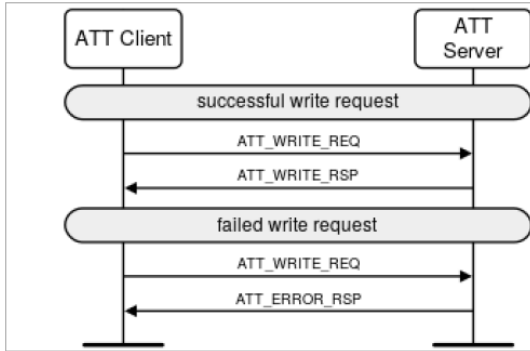 ATT Client
ATT
Server
successful write request
ATT_WRITE_REQ
ATT_WRITE_RSP
failed write request
ATT_WRITE_REQ
ATT_ERROR_RSP